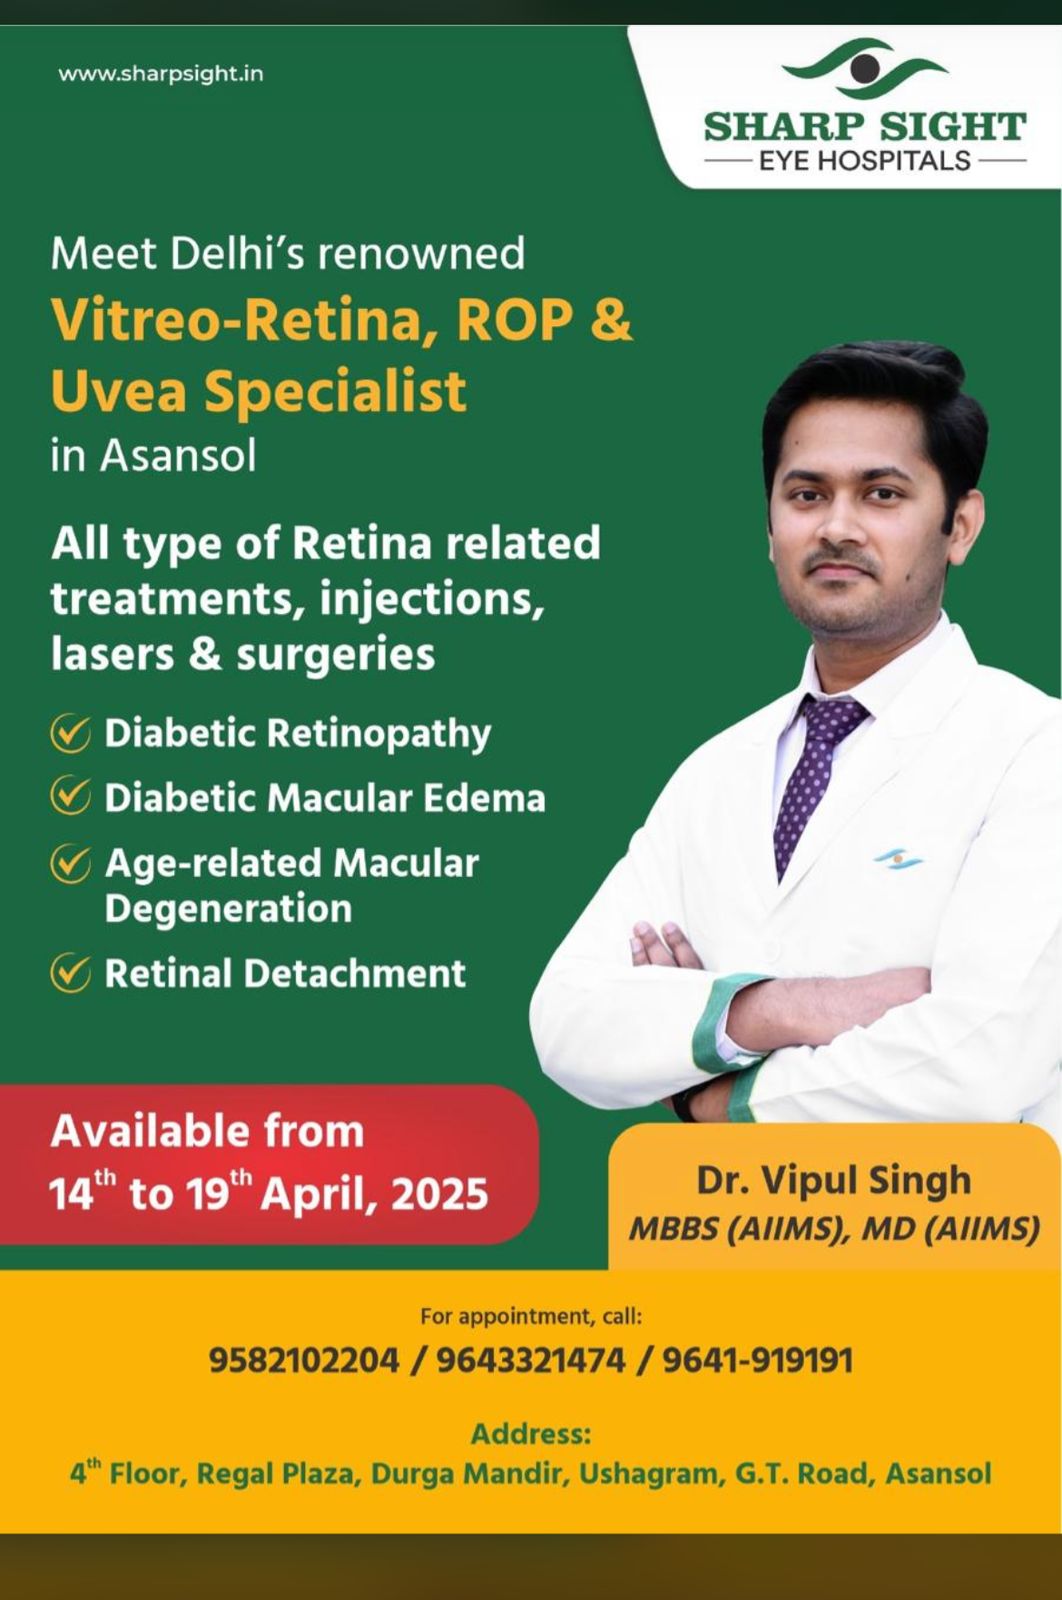 www.sharpsight.in
SHARP SIGHT
EYE HOSPITALS
Meet Delhi's renowned
Vitreo-Retina, ROP &
Uvea Specialist
in Asansol
All type of Retina related
treatments, injections,
lasers & surgeries
Diabetic Retinopathy
Diabetic Macular Edema
Age-related Macular
Degeneration
Retinal Detachment
Available from
14th to 19th April, 2025
Dr. Vipul Singh
MBBS (AIIMS), MD (AIIMS)
For appointment, call:
9582102204 / 9643321474 / 9641-919191
Address:
4th Floor, Regal Plaza, Durga Mandir, Ushagram, G.T. Road, Asansol